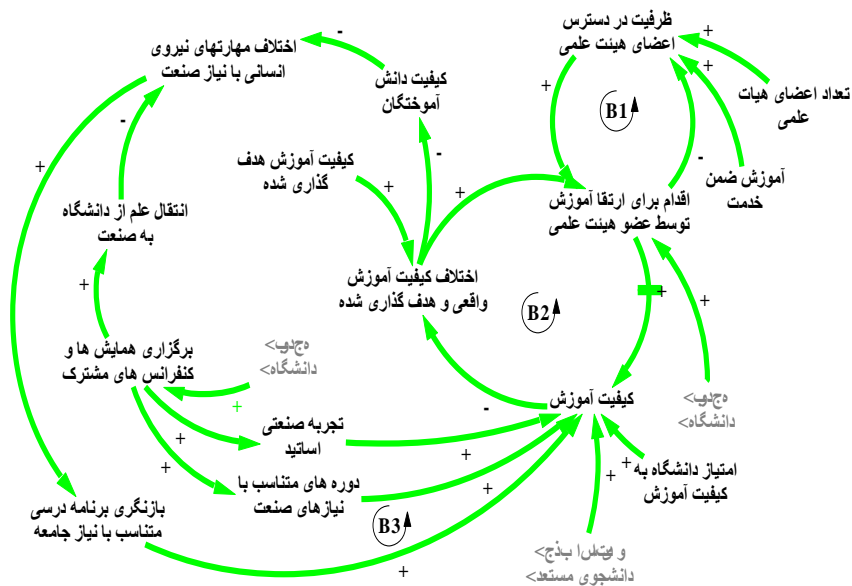 ظرفیت در دسترس
اعضای هیئت علمی
اختلاف مهارتهای نیروی
انسانی با نیاز صنعت
کیفیت دانش
آموختگان
تعداد اعضای هیات
علمی
B1
کیفیت آموزش هدف
گذاری شده
آموزش ضمن
خدمت
اقدام برای ارتقا آموزش
توسط عضو هیئت علمی
انتقال علم از دانشگاه
به صنعت
اختلاف کیفیت آموزش
واقعی و هدف گذاری شده
B2
برگزاری همایش ها و
کنفرانس های مشترک
دانشگاه>
کیفیت آموزش
دانشگاه>
تجربه صنعتی
اساتید
امتیاز دانشگاه به
کیفیت آموزش
دوره های متناسب با
نیازهای صنعت
بازنگری برنامه درسی
متناسب با نیاز جامعه
B3
دانشجوی مستعد>